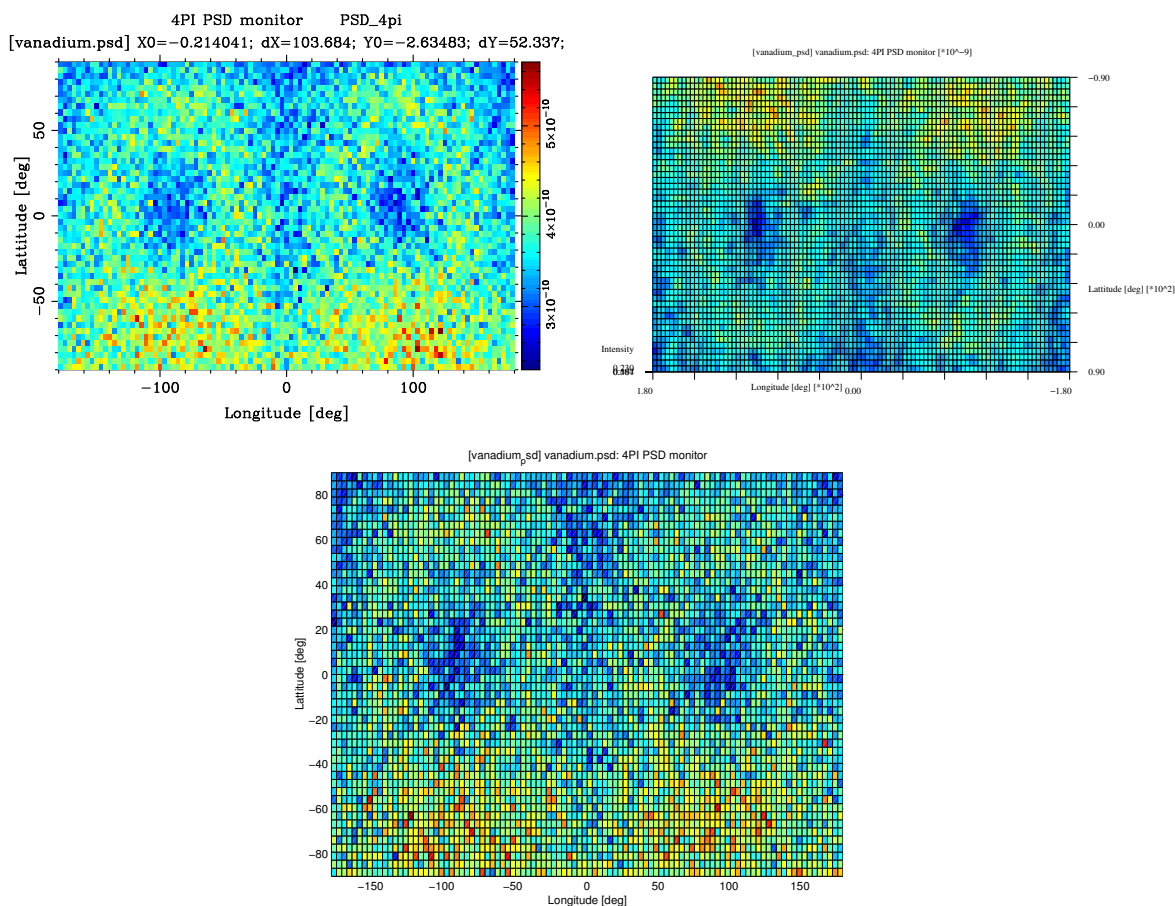 4PI PSD monitor PSD_4pi
[vanadium.psd] X0=−0.214041; dX=103.684; Y0=−2.63483; dY=52.337;
50
0
−50
Lattitude [deg]
−100 0 100
Longitude [deg]
5×10⁻¹⁰
4×10⁻¹⁰
3×10⁻¹⁰
[vanadium_psd] vanadium.psd: 4PI PSD monitor [*10^−9]
−0.90
0.00
Lattitude [deg] [*10^2]
0.90
Intensity
1.80 0.00 −1.80
Longitude [deg] [*10^2]
[vanadium_psd] vanadium.psd: 4PI PSD monitor
80
60
40
20
0
−20
−40
−60
−80
Lattitude [deg]
−150 −100 −50 0 50 100 150
Longitude [deg]